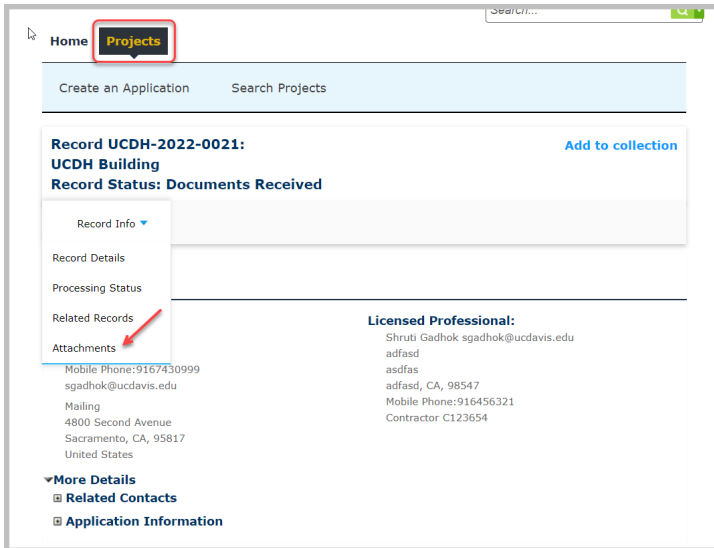 Search...
Home Projects
Create an Application Search Projects
Record UCDH-2022-0021:
Add to collection
UCDH Building
Record Status: Documents Received
Record Info
Record Details
Processing Status
Related Records
Attachments
Mobile Phone:9167430999
sgadhok@ucdavis.edu
Mailing
4800 Second Avenue
Sacramento, CA, 95817
United States
Licensed Professional:
Shruti Gadhok sgadhok@ucdavis.edu
adfasd
asdfas
adfasd, CA, 98547
Mobile Phone:916456321
Contractor C123654
More Details
Related Contacts
Application Information